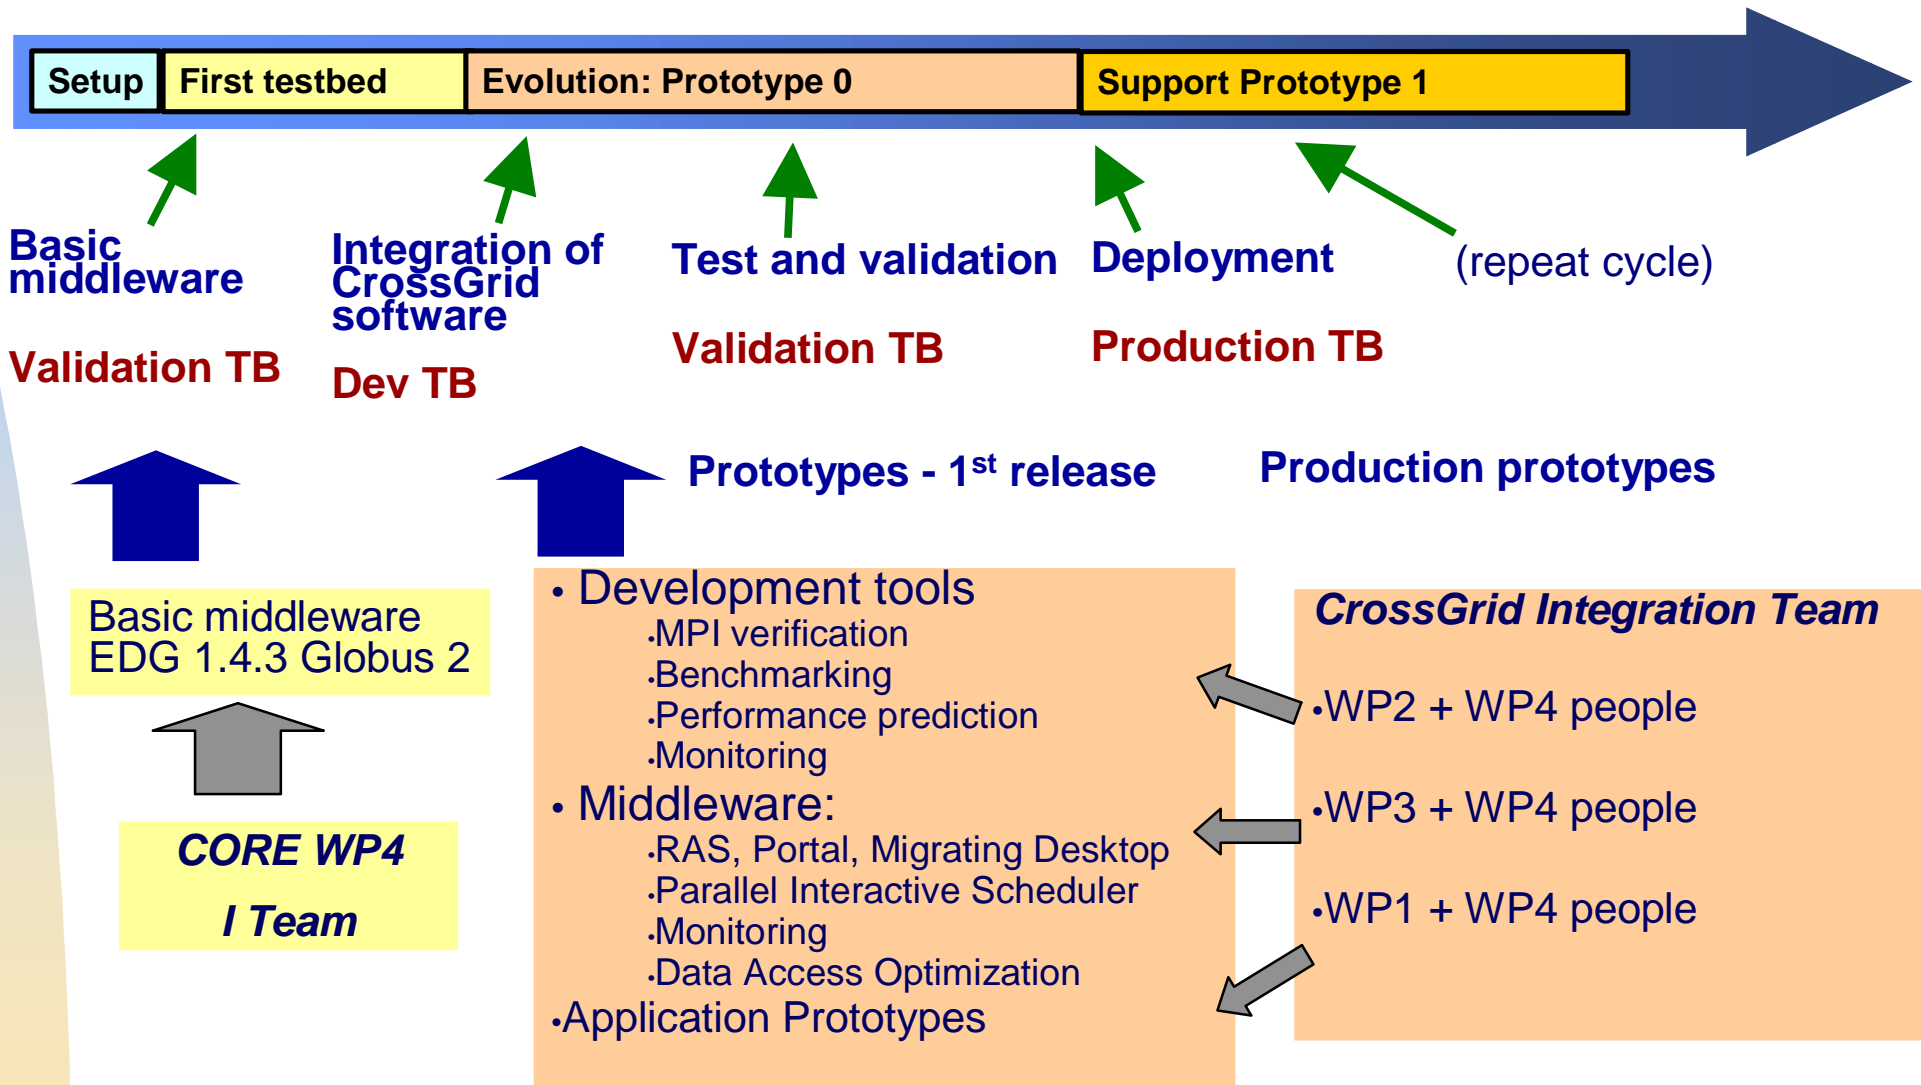 Setup
First testbed
Evolution: Prototype 0
Support Prototype 1
Basic
middleware
Validation TB
Integration of
CrossGrid
software
Dev TB
Test and validation
Validation TB
Deployment
Production TB
(repeat cycle)
Prototypes - 1st release
Production prototypes
Basic middleware
EDG 1.4.3 Globus 2
CORE WP4
I Team
• Development tools
•MPI verification
•Benchmarking
•Performance prediction
•Monitoring
• Middleware:
•RAS, Portal, Migrating Desktop
•Parallel Interactive Scheduler
•Monitoring
•Data Access Optimization
•Application Prototypes
CrossGrid Integration Team
•WP2 + WP4 people
•WP3 + WP4 people
•WP1 + WP4 people